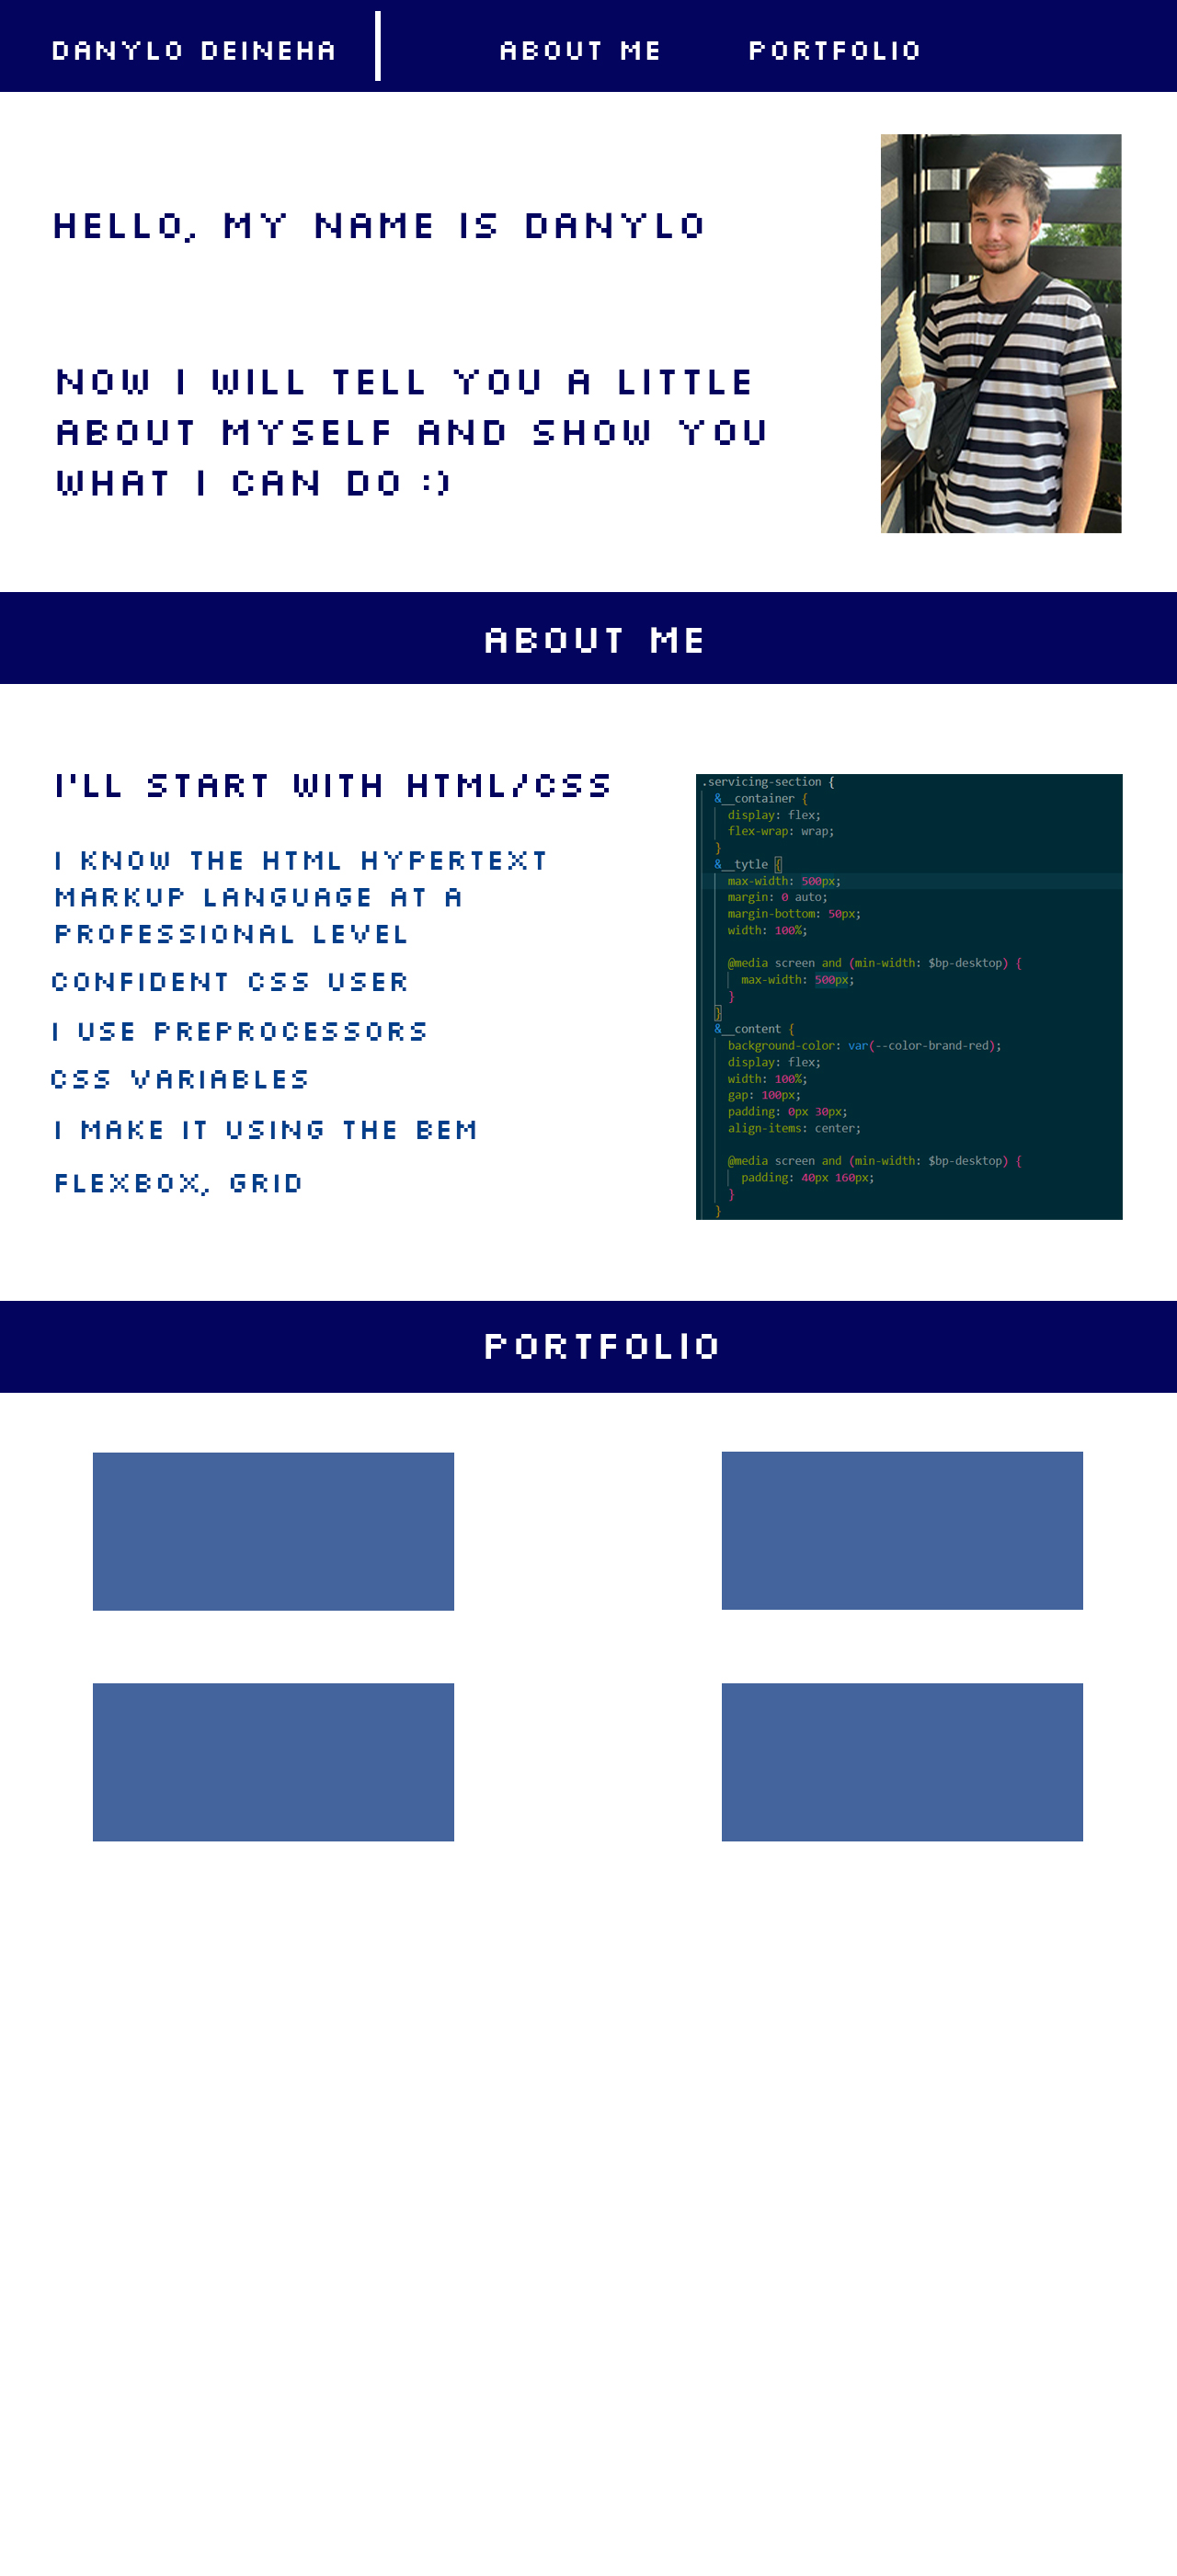 DANYLO DEINEHA
ABOUT ME
PORTFOLIO
HELLO, MY NAME IS DANYLO
NOW I WILL TELL YOU A LITTLE
ABOUT MYSELF AND SHOW YOU
WHAT I CAN DO :)
ABOUT ME
I'LL START WITH HTML/CSS
I KNOW THE HTML HYPERTEXT
MARKUP LANGUAGE AT A
PROFESSIONAL LEVEL
CONFIDENT CSS USER
I USE PREPROCESSORS
CSS VARIABLES
I MAKE IT USING THE BEM
FLEXBOX, GRID
.servicing-section {
&__container {
display: flex;
flex-wrap: wrap;
}
&__tytle {
max-width: 500px;
margin: 0 auto;
margin-bottom: 50px;
width: 100%;
@media screen and (min-width: $bp-desktop) {
max-width: 500px;
}
}
&__content {
background-color: var(--color-brand-red);
display: flex;
width: 100%;
gap: 100px;
padding: 0px 30px;
align-items: center;
@media screen and (min-width: $bp-desktop) {
padding: 40px 160px;
}
}
PORTFOLIO